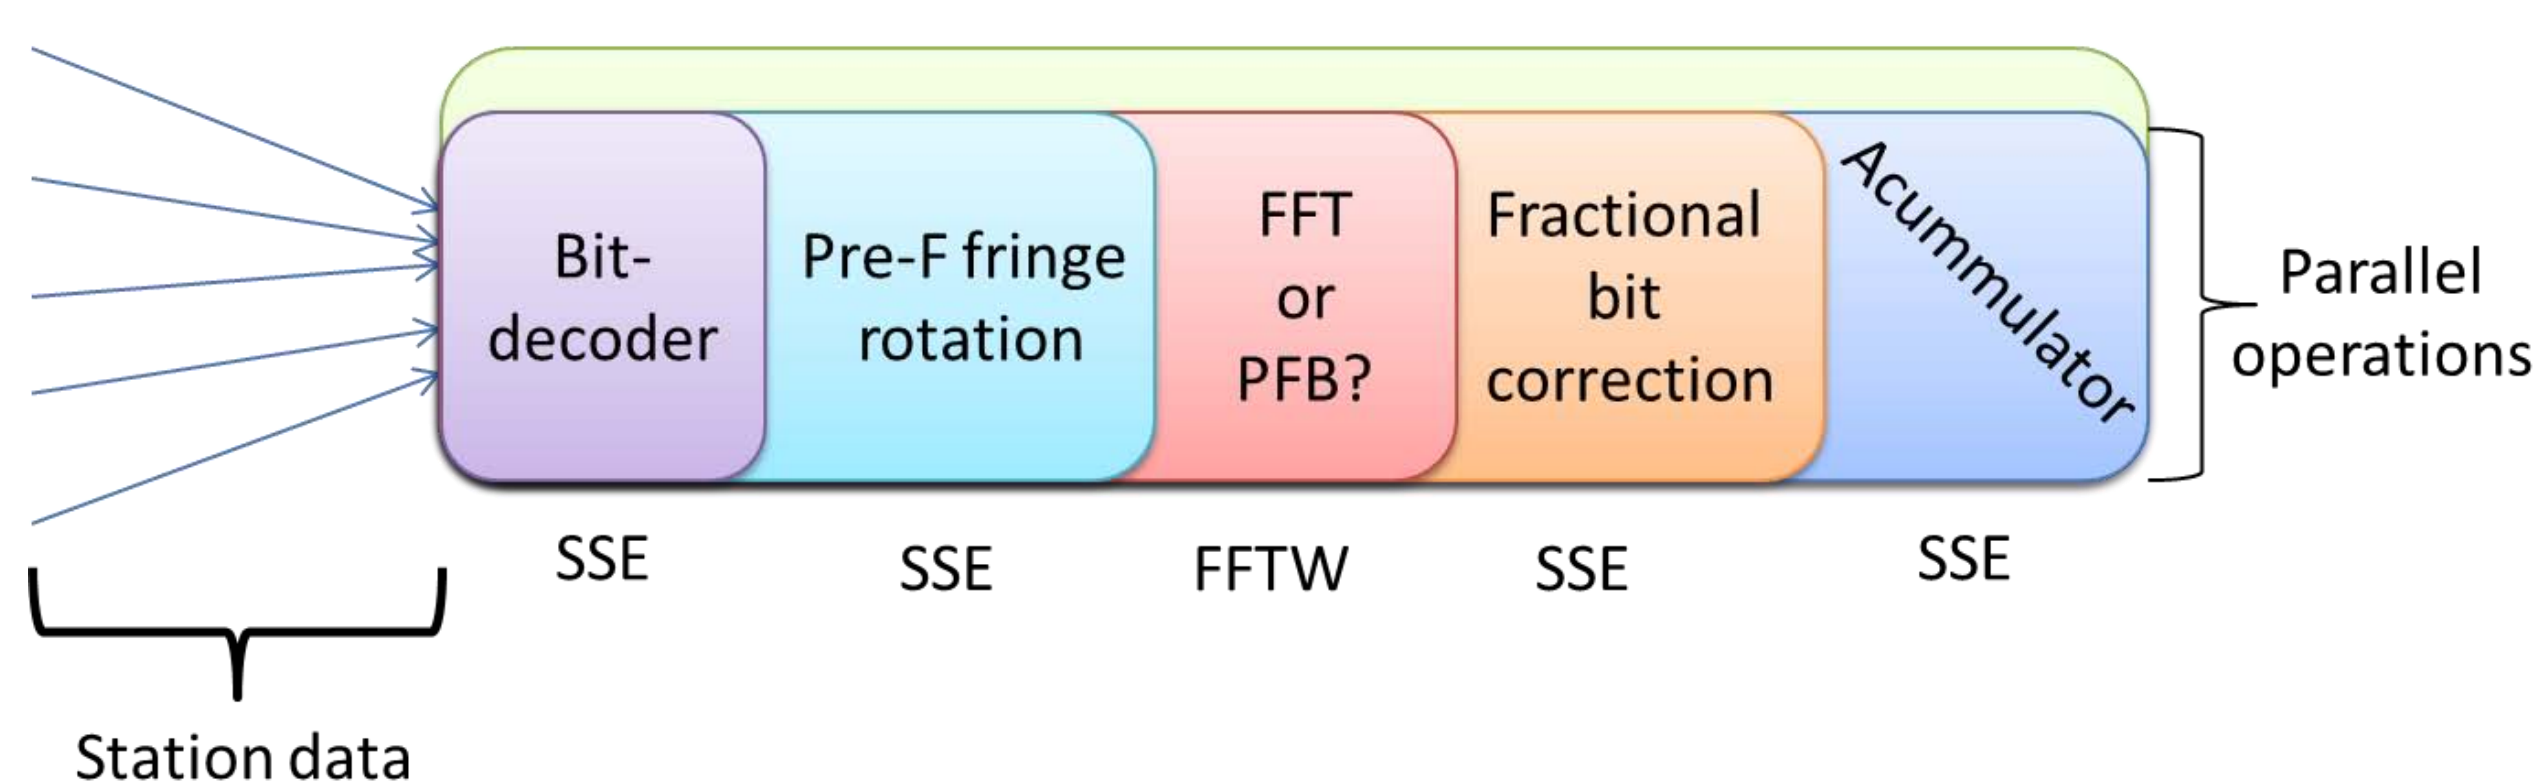 Bit-
decoder
Pre-F fringe
rotation
FFT
or
PFB?
Fractional
bit
correction
Acummulator
Parallel
operations
SSE
SSE
FFTW
SSE
SSE
Station data